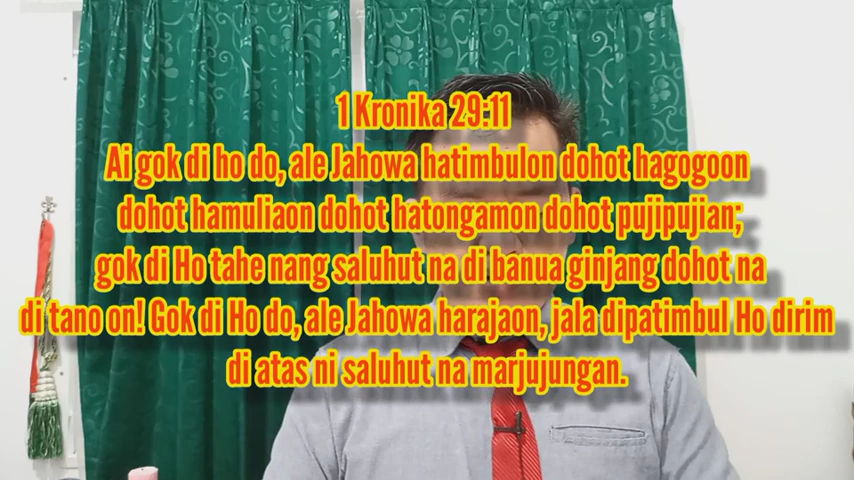 1 Kronika 29:11
Ai gok di ho do, ale Jahowa hatimbulon dohot hagogoon
dohot hamuliaon dohot hatongamon dohot pujipujian;
gok di Ho tahe nang saluhut na di banua ginjang dohot na
di tano on! Gok di Ho do, ale Jahowa harajaon, jala dipatimbul Ho dirim
di atas ni saluhut na marjujungan.